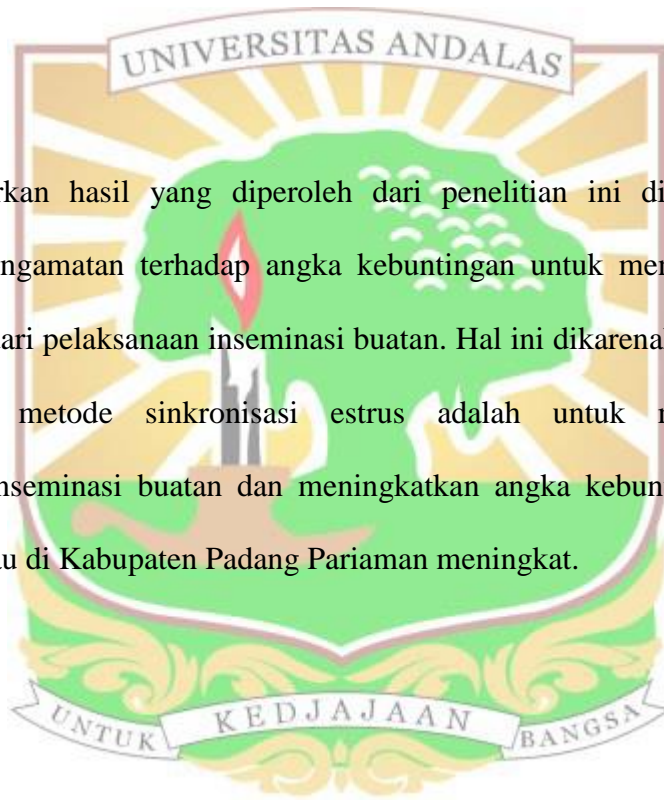 UNIVERSITAS ANDALAS
rkan hasil yang diperoleh dari penelitian ini di
ngamatan terhadap angka kebuntingan untuk mer
ari pelaksanaan inseminasi buatan. Hal ini dikarenal
metode sinkronisasi estrus adalah untuk
nseminasi buatan dan meningkatkan angka kebun
au di Kabupaten Padang Pariaman meningkat.
UNTUK KEDJAJAAN BANGSA